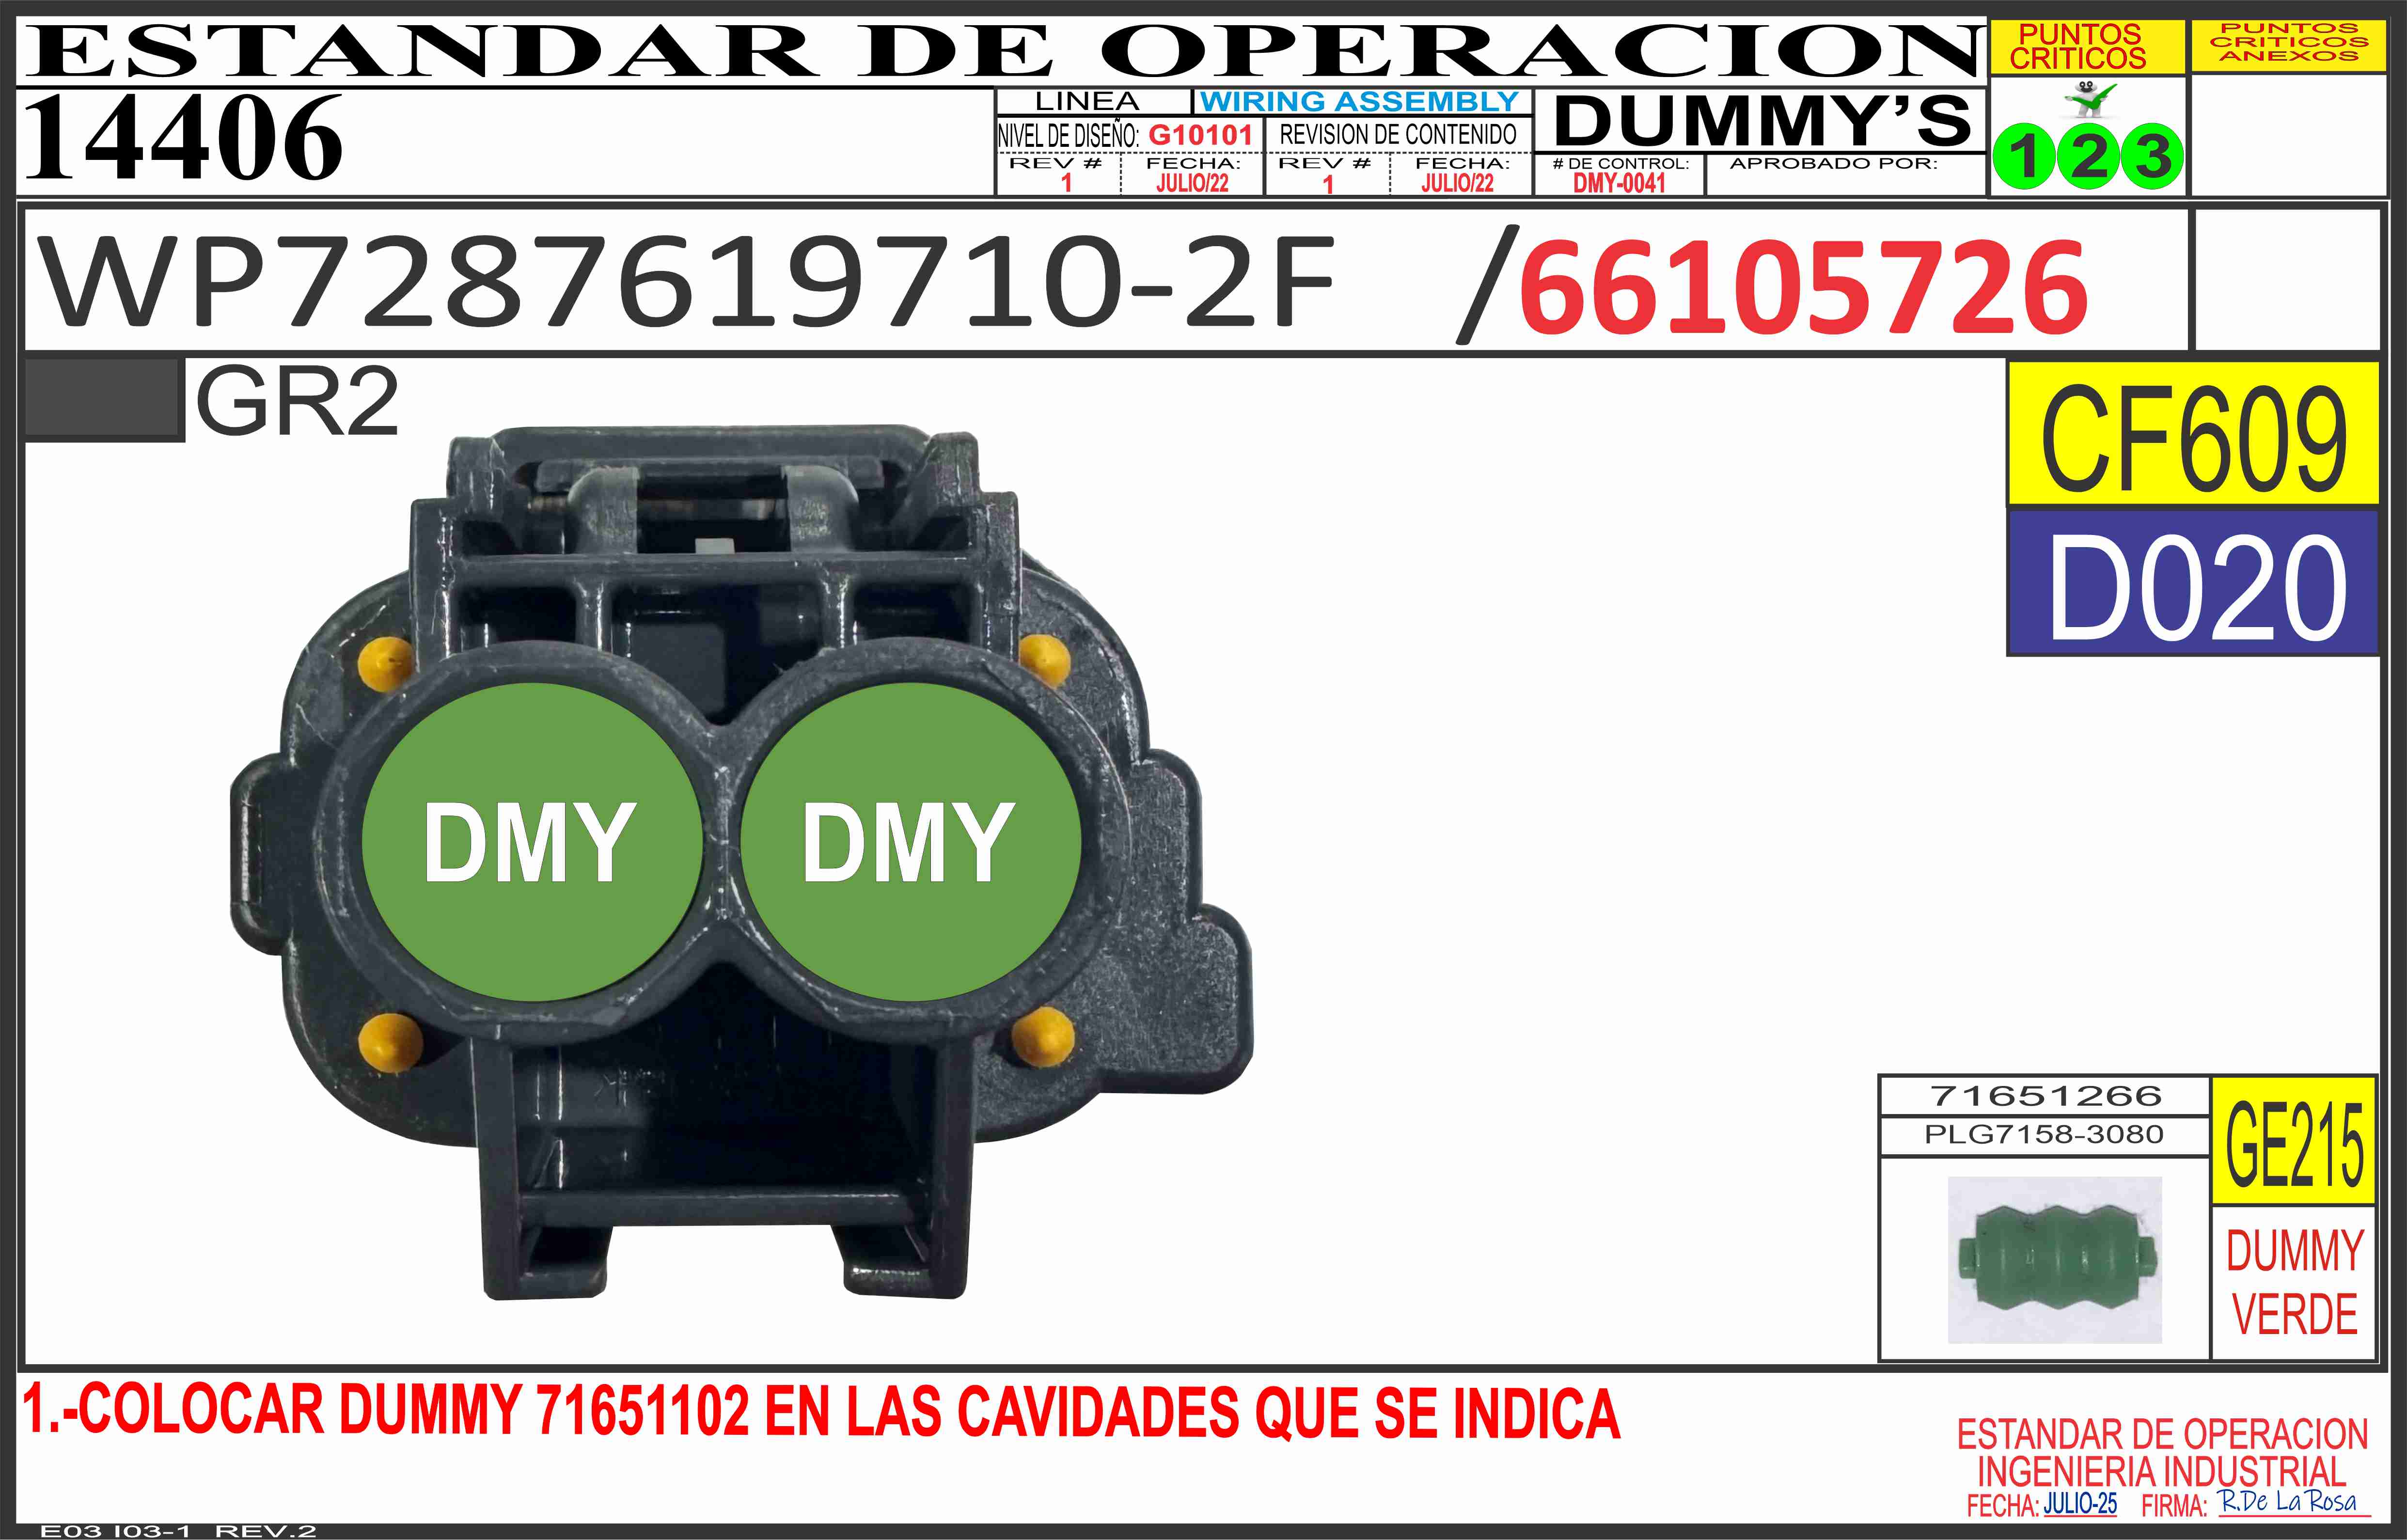 ESTANDAR DE OPERACION
PUNTOS CRITICOS
PUNTOS CRITICOS ANEXOS
14406
LINEA
WIRING ASSEMBLY
DUMMY'S
NIVEL DE DISEÑO: G10101
REVISION DE CONTENIDO
REV # 1
FECHA: JULIO/22
REV # 1
FECHA: JULIO/22
# DE CONTROL: DMY-0041
APROBADO POR:
1 2 3
WP7287619710-2F /66105726
GR2
CF609
D020
DMY DMY
71651266
PLG7158-3080
GE215
DUMMY
VERDE
1.-COLOCAR DUMMY 71651102 EN LAS CAVIDADES QUE SE INDICA
ESTANDAR DE OPERACION
INGENIERIA INDUSTRIAL
FECHA: JULIO-25 FIRMA: R.De La Rosa
E03 I03-1 REV.2